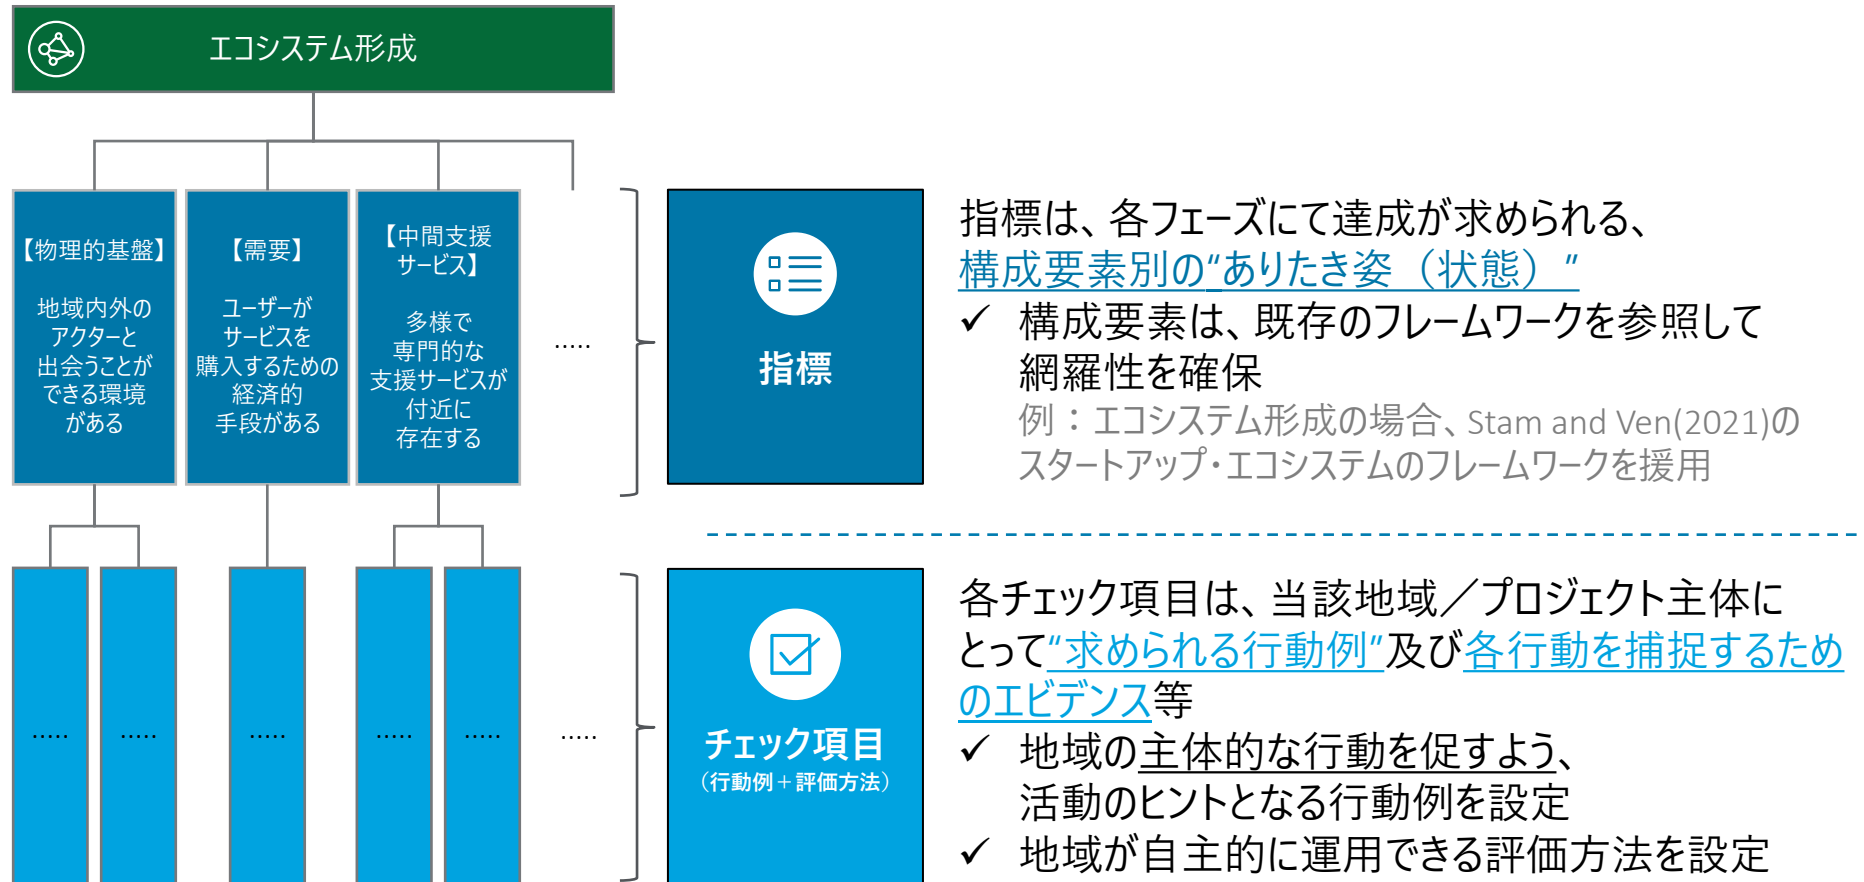 エコシステム形成
【物理的基盤】
地域内外の
アクターと
出会うことが
できる環境
がある
【需要】
ユーザーが
サービスを
購入するための
経済的
手段がある
【中間支援
サービス】
多様で
専門的な
支援サービスが
付近に
存在する
.....
指標
指標は、各フェーズにて達成が求められる、
構成要素別の“ありたき姿（状態）”
✓ 構成要素は、既存のフレームワークを参照して
網羅性を確保
例：エコシステム形成の場合、Stam and Ven(2021)の
スタートアップ・エコシステムのフレームワークを援用
.....
.....
.....
.....
.....
.....
チェック項目
（行動例＋評価方法）
各チェック項目は、当該地域／プロジェクト主体に
とって“求められる行動例”及び各行動を捕捉するため
のエビデンス等
✓ 地域の主体的な行動を促すよう、
活動のヒントとなる行動例を設定
✓ 地域が自主的に運用できる評価方法を設定